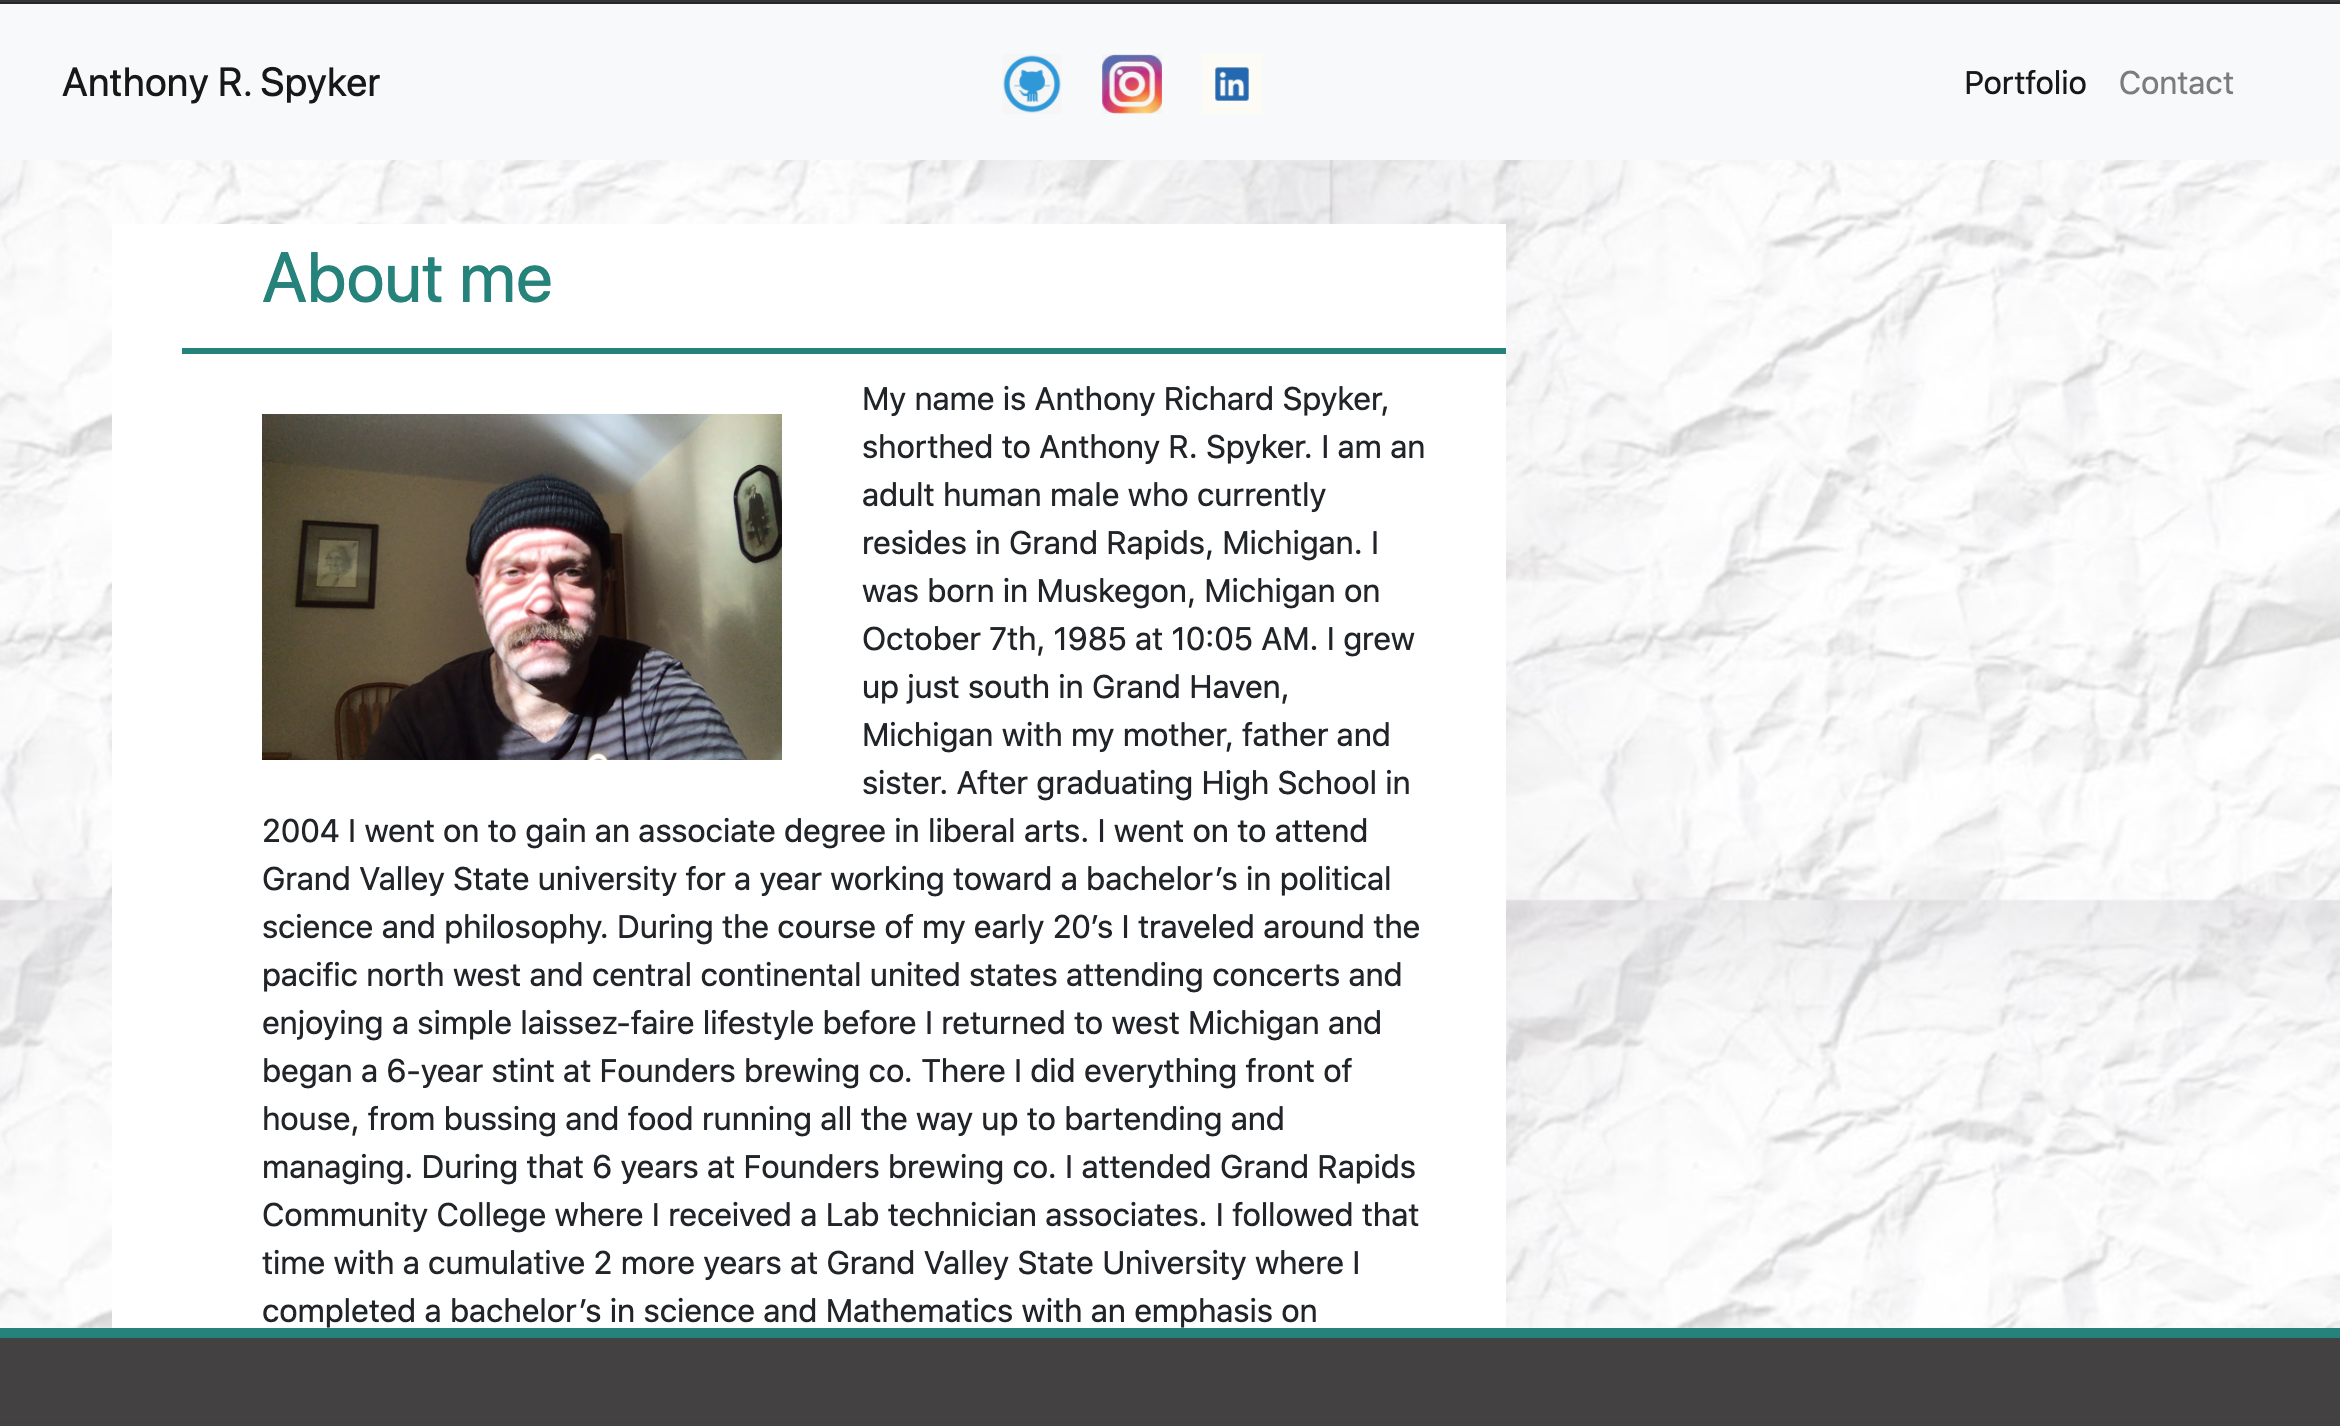 Anthony R. Spyker
in
Portfolio Contact
About me
My name is Anthony Richard Spyker,
shorthed to Anthony R. Spyker. I am an
adult human male who currently
resides in Grand Rapids, Michigan. I
was born in Muskegon, Michigan on
October 7th, 1985 at 10:05 AM. I grew
up just south in Grand Haven,
Michigan with my mother, father and
sister. After graduating High School in
2004 I went on to gain an associate degree in liberal arts. I went on to attend
Grand Valley State university for a year working toward a bachelor’s in political
science and philosophy. During the course of my early 20’s I traveled around the
pacific north west and central continental united states attending concerts and
enjoying a simple laissez-faire lifestyle before I returned to west Michigan and
began a 6-year stint at Founders brewing co. There I did everything front of
house, from bussing and food running all the way up to bartending and
managing. During that 6 years at Founders brewing co. I attended Grand Rapids
Community College where I received a Lab technician associates. I followed that
time with a cumulative 2 more years at Grand Valley State University where I
completed a bachelor’s in science and Mathematics with an emphasis on